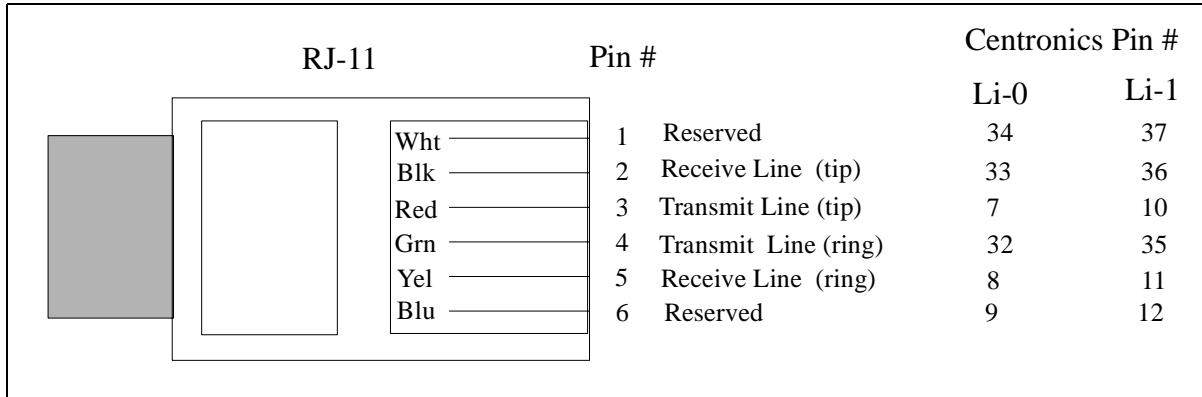 RJ-11 Pin # Centronics Pin #
Li-0 Li-1
Wht 1 Reserved 34 37
Blk 2 Receive Line (tip) 33 36
Red 3 Transmit Line (tip) 7 10
Grn 4 Transmit Line (ring) 32 35
Yel 5 Receive Line (ring) 8 11
Blu 6 Reserved 9 12